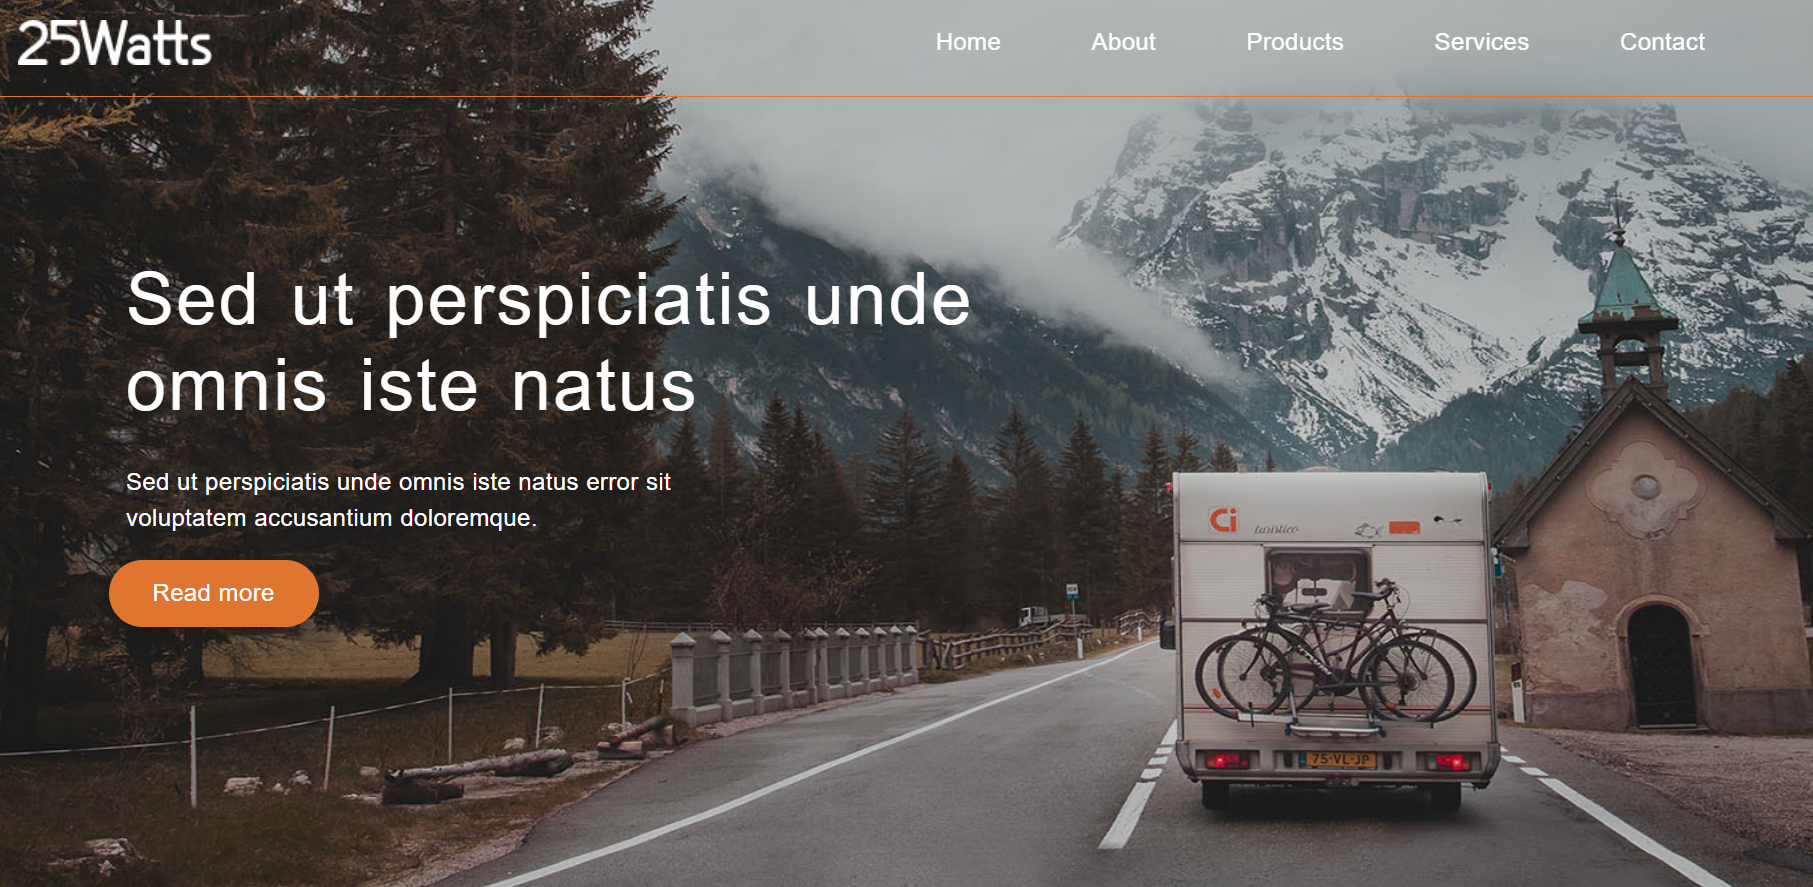 25Watts
Home About Products Services Contact
Sed ut perspiciatis unde
omnis iste natus
Sed ut perspiciatis unde omnis iste natus error sit
voluptatem accusantium doloremque.
Read more
Ci turistico
75-VL-JP